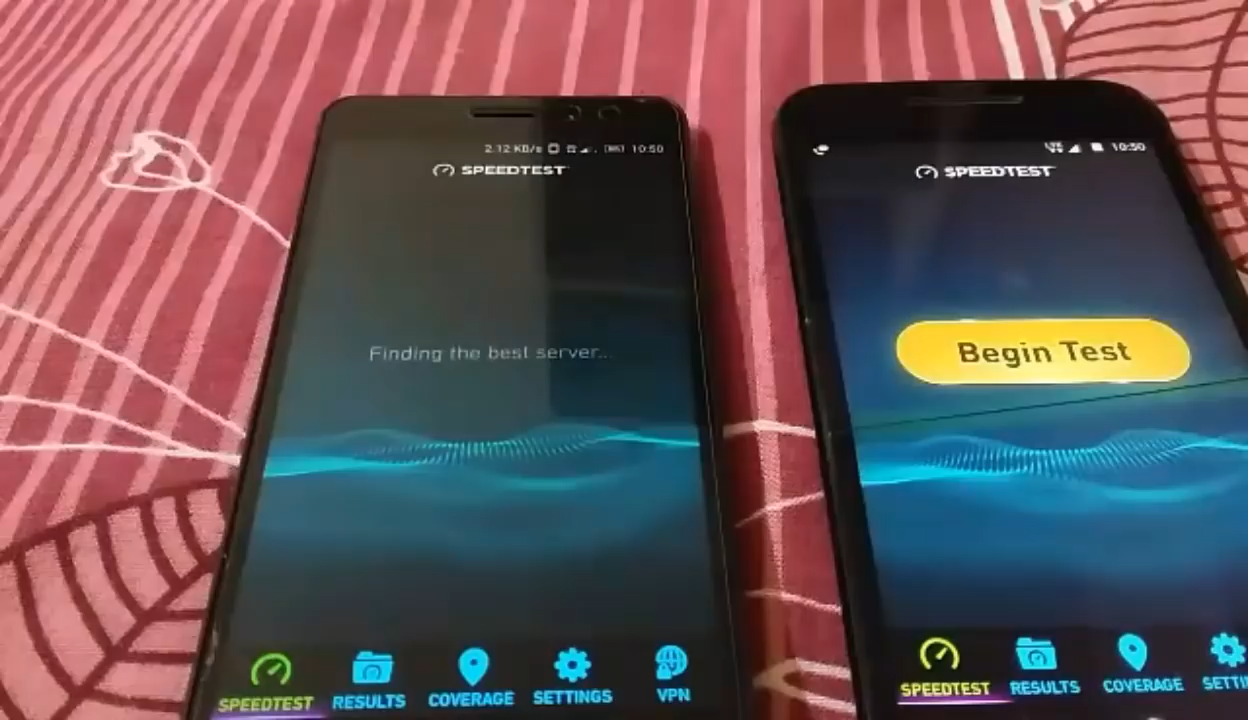 2.12 KB/s 10:50
SPEEDTEST
Finding the best server...
SPEEDTEST RESULTS COVERAGE SETTINGS VPN
10:50
SPEEDTEST
Begin Test
SPEEDTEST RESULTS COVERAGE SETTI